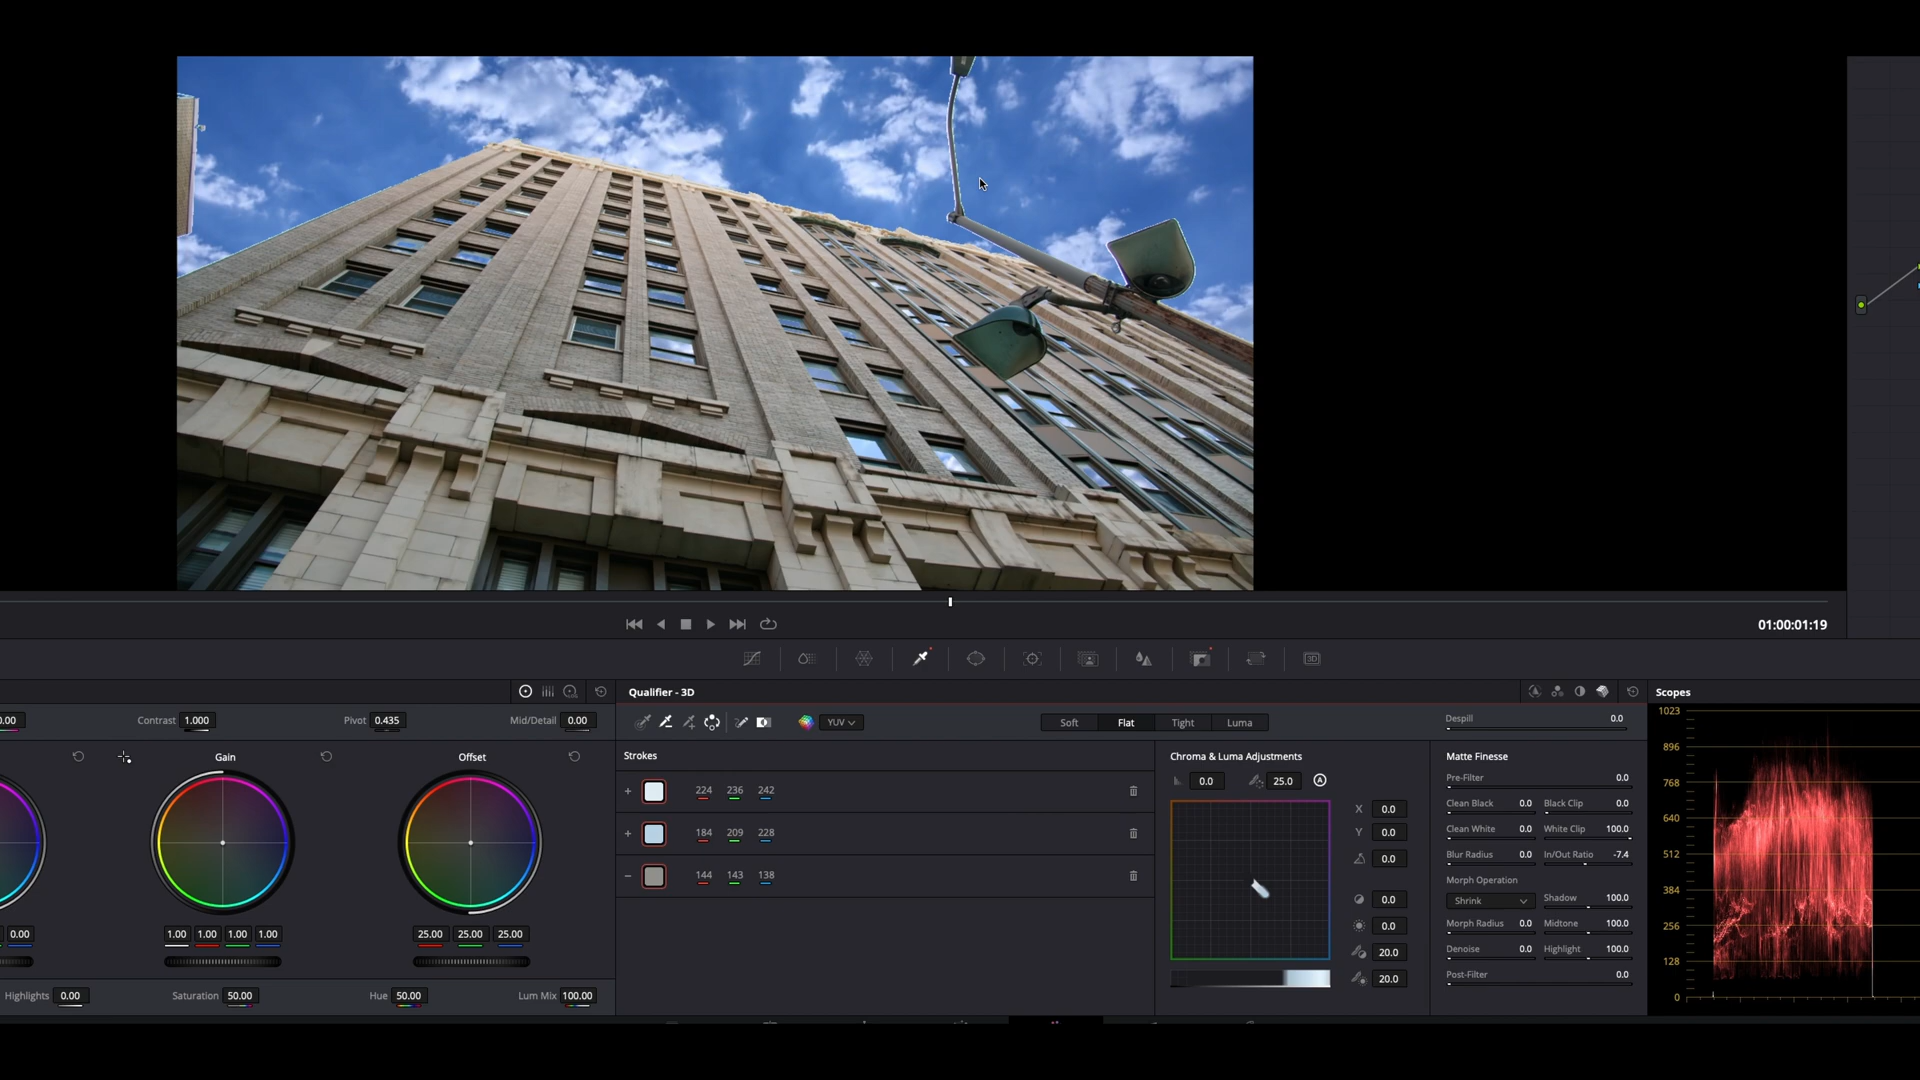 01:00:01:19
Qualifier - 3D
Scopes
0.00
Contrast 1.000
Pivot 0.435
Mid/Detail 0.00
YUV
Soft
Flat
Tight
Luma
Despill 0.0
Gain
Offset
Strokes
Chroma & Luma Adjustments
Matte Finesse
+ 224 236 242
+ 184 209 228
- 144 143 138
0.0
25.0
A
X 0.0
Y 0.0
0.0
0.0
0.0
20.0
20.0
Pre-Filter 0.0
Clean Black 0.0 Black Clip 0.0
Clean White 0.0 White Clip 100.0
Blur Radius 0.0 In/Out Ratio -7.4
Morph Operation
Shrink
Shadow 100.0
Morph Radius 0.0 Midtone 100.0
Denoise 0.0 Highlight 100.0
Post-Filter 0.0
1023
896
768
640
512
384
256
128
0
0.00
1.00 1.00 1.00 1.00
25.00 25.00 25.00
Highlights 0.00
Saturation 50.00
Hue 50.00
Lum Mix 100.00